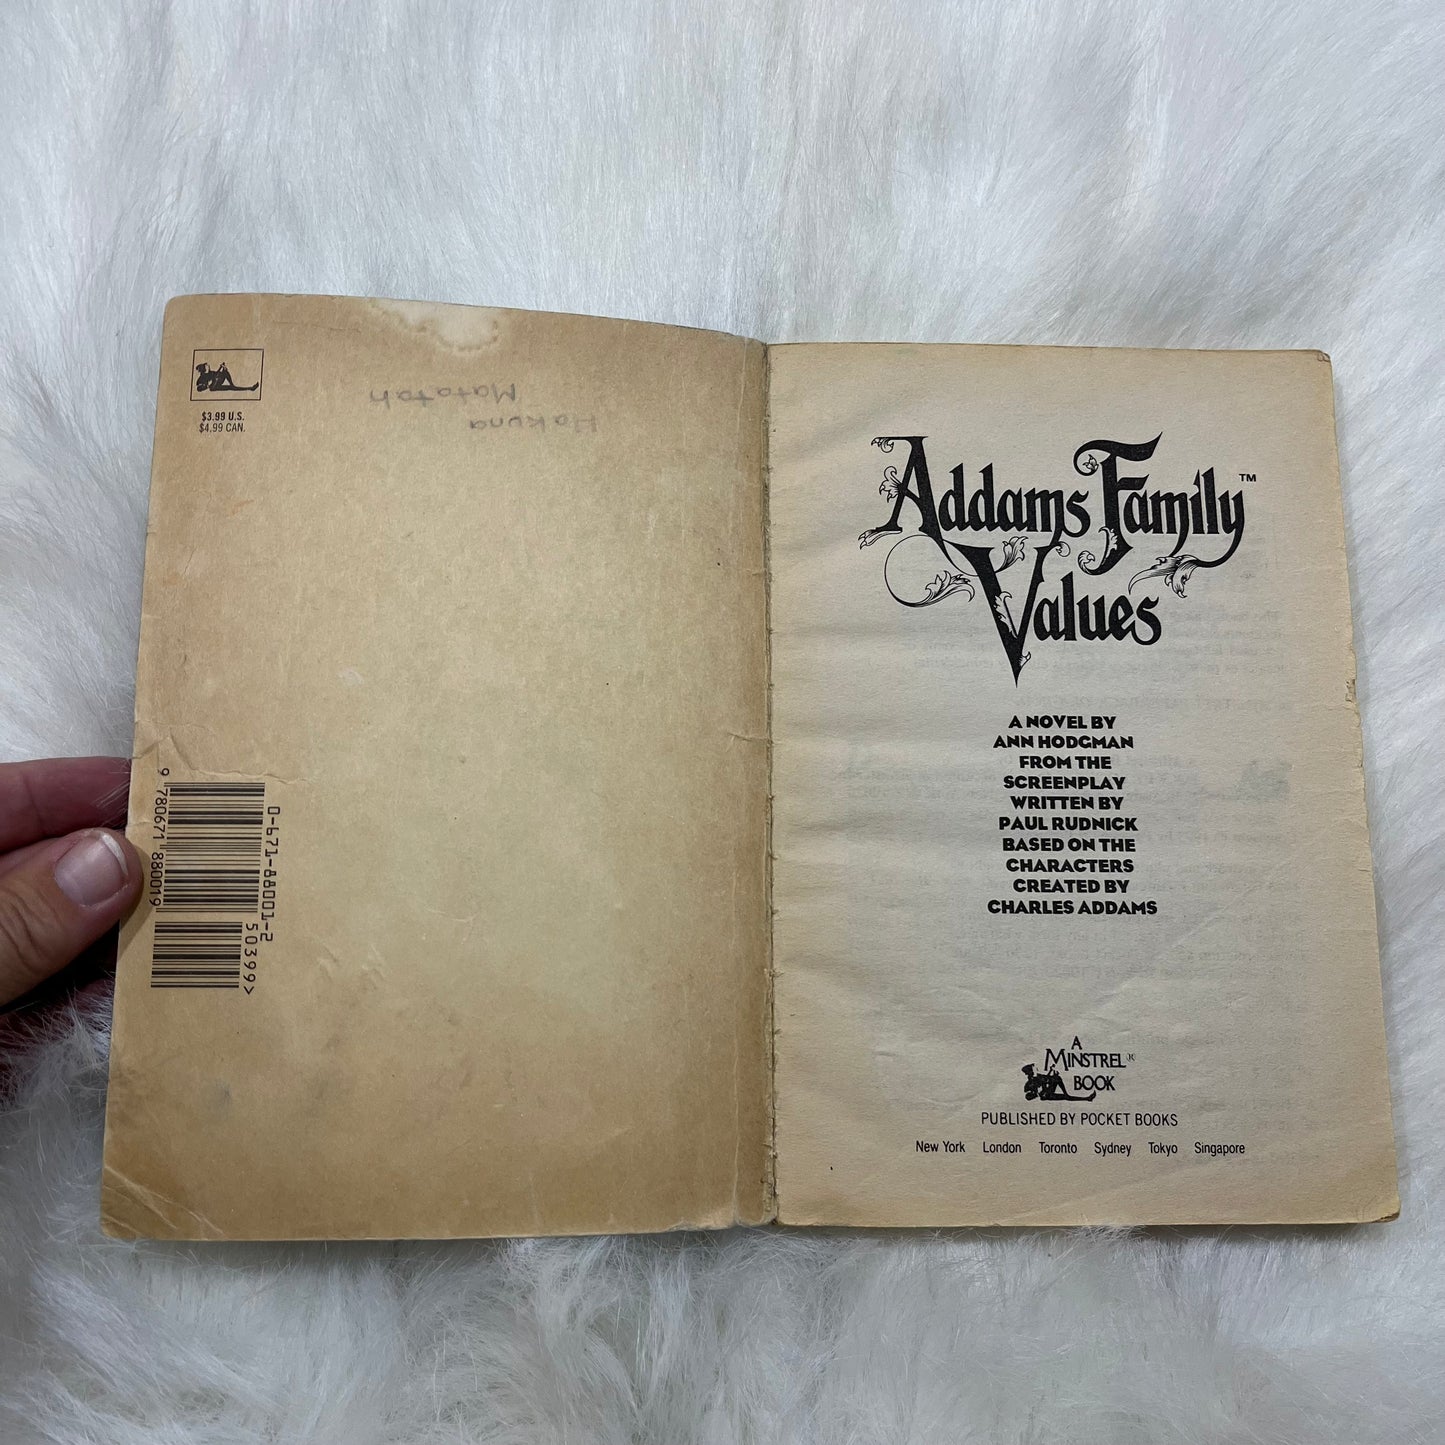 $3.99 U.S.
$4.99 CAN.
Hakuna
Matatah
9 780671 880019
0-671-88001-2
50399>
Addams Family™
Values
A NOVEL BY
ANN HODGMAN
FROM THE
SCREENPLAY
WRITTEN BY
PAUL RUDNICK
BASED ON THE
CHARACTERS
CREATED BY
CHARLES ADDAMS
A
MINSTREL®
BOOK
PUBLISHED BY POCKET BOOKS
New York London Toronto Sydney Tokyo Singapore